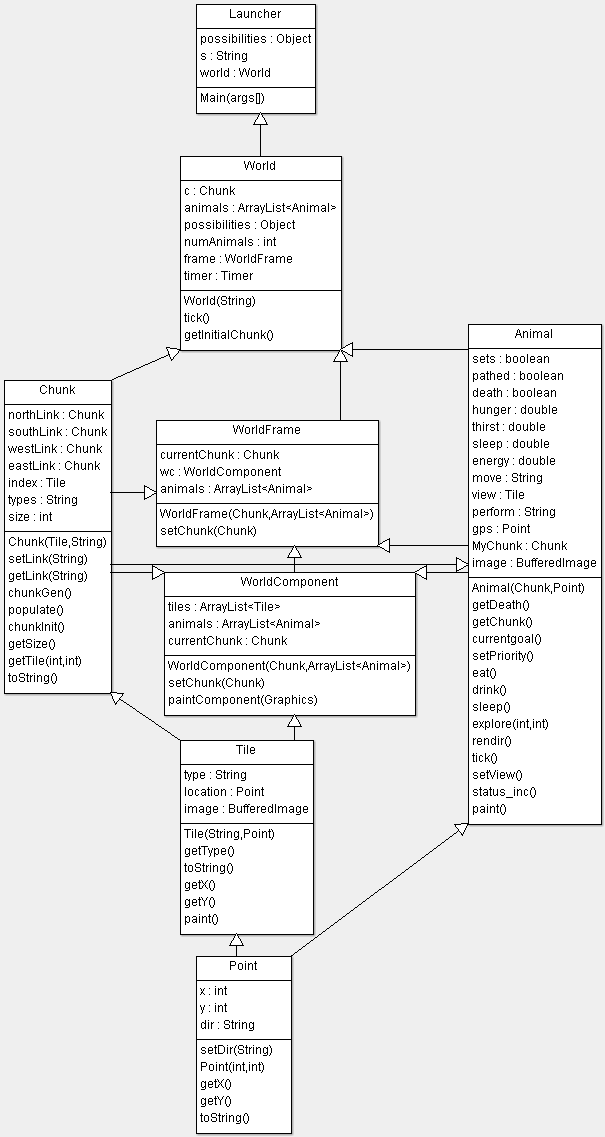 Launcher
possibilities : Object
s : String
world : World
Main(args[])
World
c : Chunk
animals : ArrayList<Animal>
possibilities : Object
numAnimals : int
frame : WorldFrame
timer : Timer
World(String)
tick()
getInitialChunk()
Animal
sets : boolean
pathed : boolean
death : boolean
hunger : double
thirst : double
sleep : double
energy : double
move : String
view : Tile
perform : String
gps : Point
MyChunk : Chunk
image : BufferedImage
Animal(Chunk,Point)
getDeath()
getChunk()
currentgoal()
setPriority()
eat()
drink()
sleep()
explore(int,int)
rendir()
tick()
setView()
status_inc()
paint()
Chunk
northLink : Chunk
southLink : Chunk
westLink : Chunk
eastLink : Chunk
index : Tile
types : String
size : int
Chunk(Tile,String)
setLink(String)
getLink(String)
chunkGen()
populate()
chunkInit()
getSize()
getTile(int,int)
toString()
WorldFrame
currentChunk : Chunk
wc : WorldComponent
animals : ArrayList<Animal>
WorldFrame(Chunk,ArrayList<Animal>)
setChunk(Chunk)
WorldComponent
tiles : ArrayList<Tile>
animals : ArrayList<Animal>
currentChunk : Chunk
WorldComponent(Chunk,ArrayList<Animal>)
setChunk(Chunk)
paintComponent(Graphics)
Tile
type : String
location : Point
image : BufferedImage
Tile(String,Point)
getType()
toString()
getX()
getY()
paint()
Point
x : int
y : int
dir : String
setDir(String)
Point(int,int)
getX()
getY()
toString()